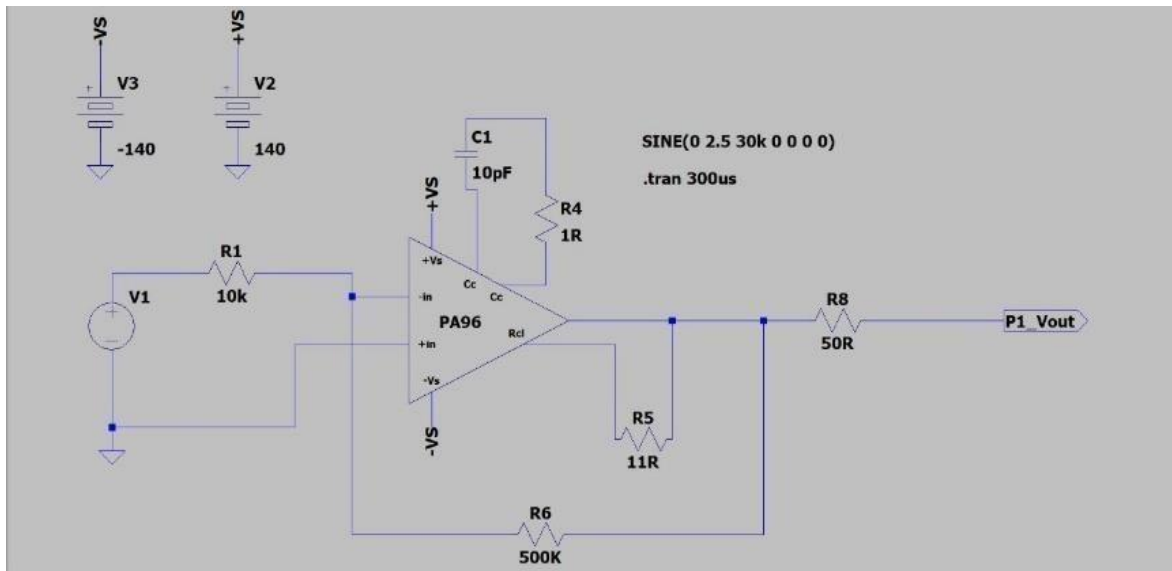 -VS
+VS
V3
V2
-140
140
C1
10pF
SINE(0 2.5 30k 0 0 0 0)
.tran 300us
+VS
R4
1R
R1
10k
+Vs
Cc
Cc
V1
-in
PA96
Rcl
+in
-Vs
R8
50R
P1_Vout
-VS
R5
11R
R6
500K